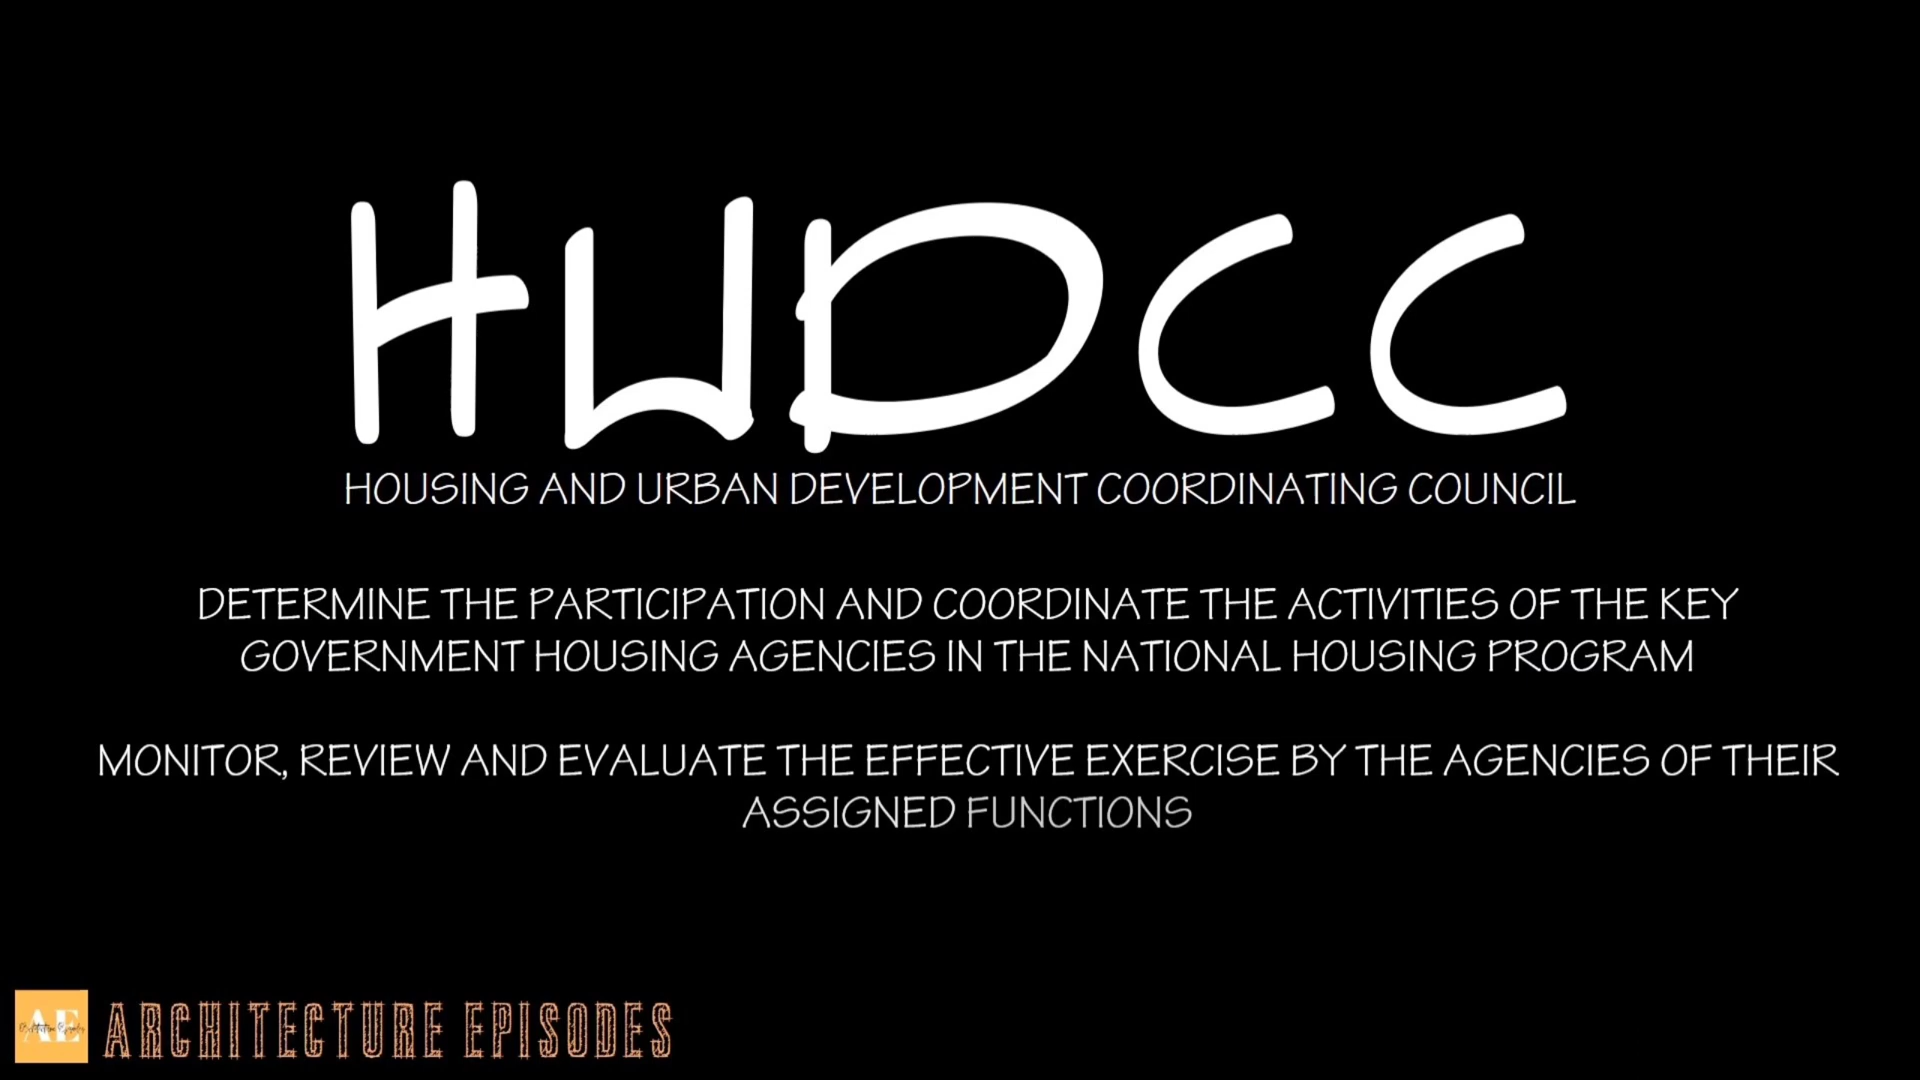 HUDCC
HOUSING AND URBAN DEVELOPMENT COORDINATING COUNCIL
DETERMINE THE PARTICIPATION AND COORDINATE THE ACTIVITIES OF THE KEY
GOVERNMENT HOUSING AGENCIES IN THE NATIONAL HOUSING PROGRAM
MONITOR, REVIEW AND EVALUATE THE EFFECTIVE EXERCISE BY THE AGENCIES OF THEIR
ASSIGNED FUNCTIONS
AE
ARCHITECTURE EPISODES